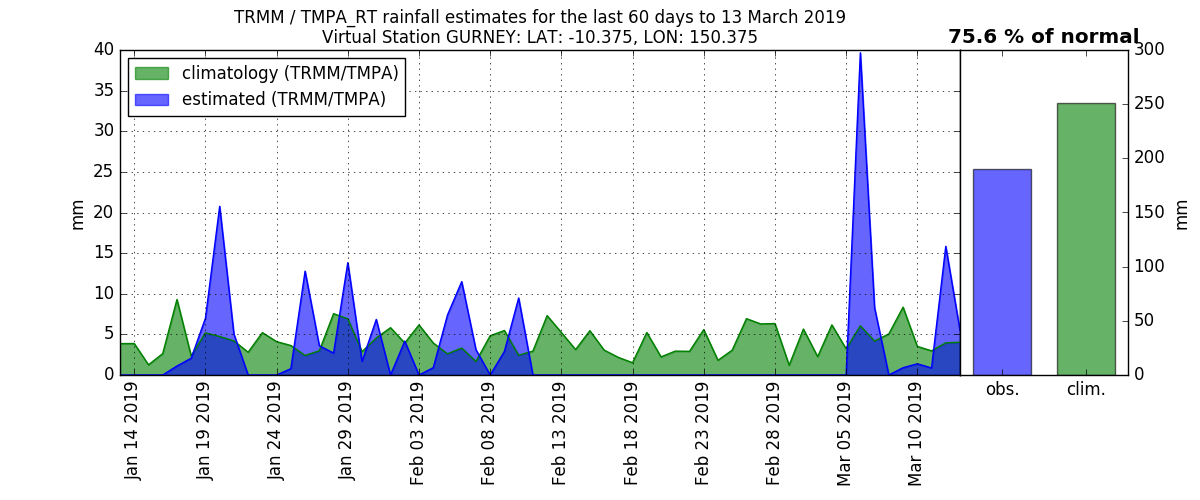 TRMM / TMPA_RT rainfall estimates for the last 60 days to 13 March 2019
Virtual Station GURNEY: LAT: -10.375, LON: 150.375
75.6 % of normal
climatology (TRMM/TMPA)
estimated (TRMM/TMPA)
40
35
30
25
20
15
10
5
0
mm
300
250
200
150
100
50
0
mm
Jan 14 2019
Jan 19 2019
Jan 24 2019
Jan 29 2019
Feb 03 2019
Feb 08 2019
Feb 13 2019
Feb 18 2019
Feb 23 2019
Feb 28 2019
Mar 05 2019
Mar 10 2019
obs.
clim.